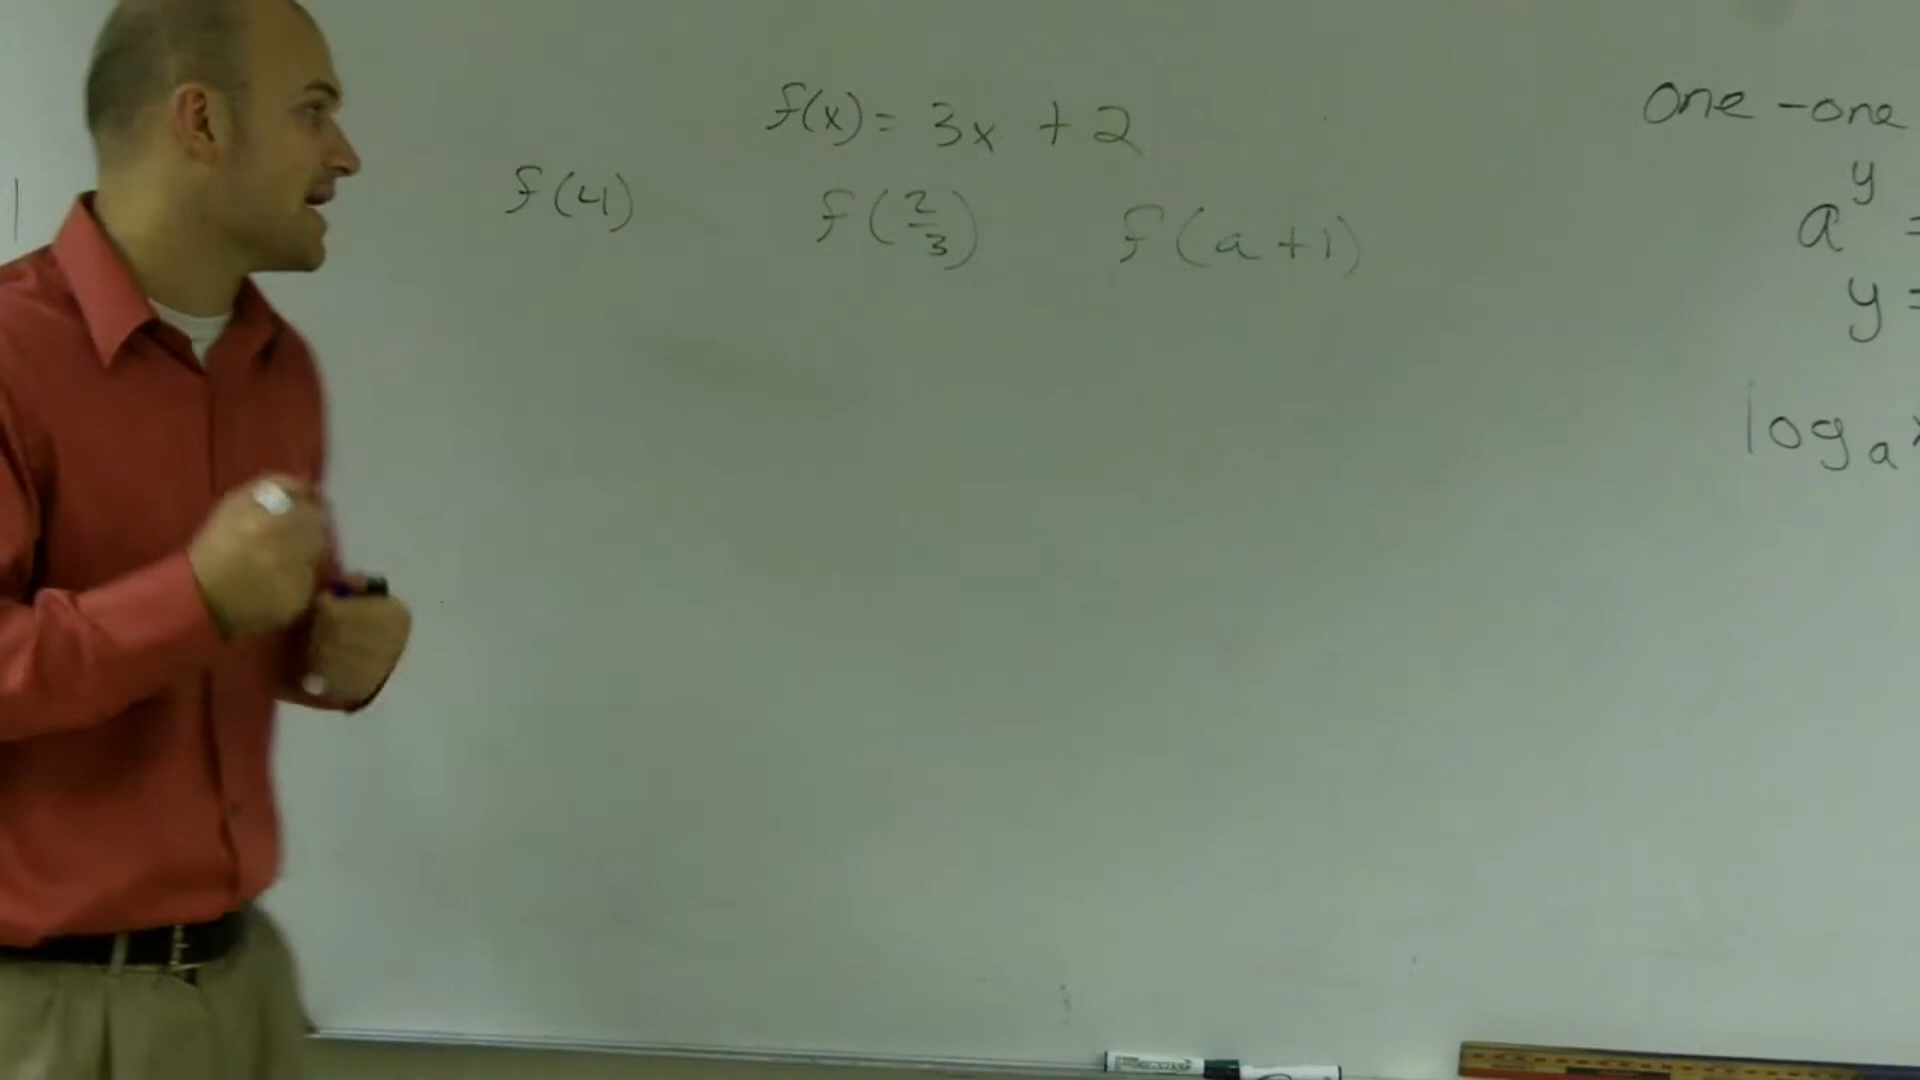 f(x) = 3x + 2
f(4) f(2/3) f(a+1)
one-one
a^y =
y =
log_a x